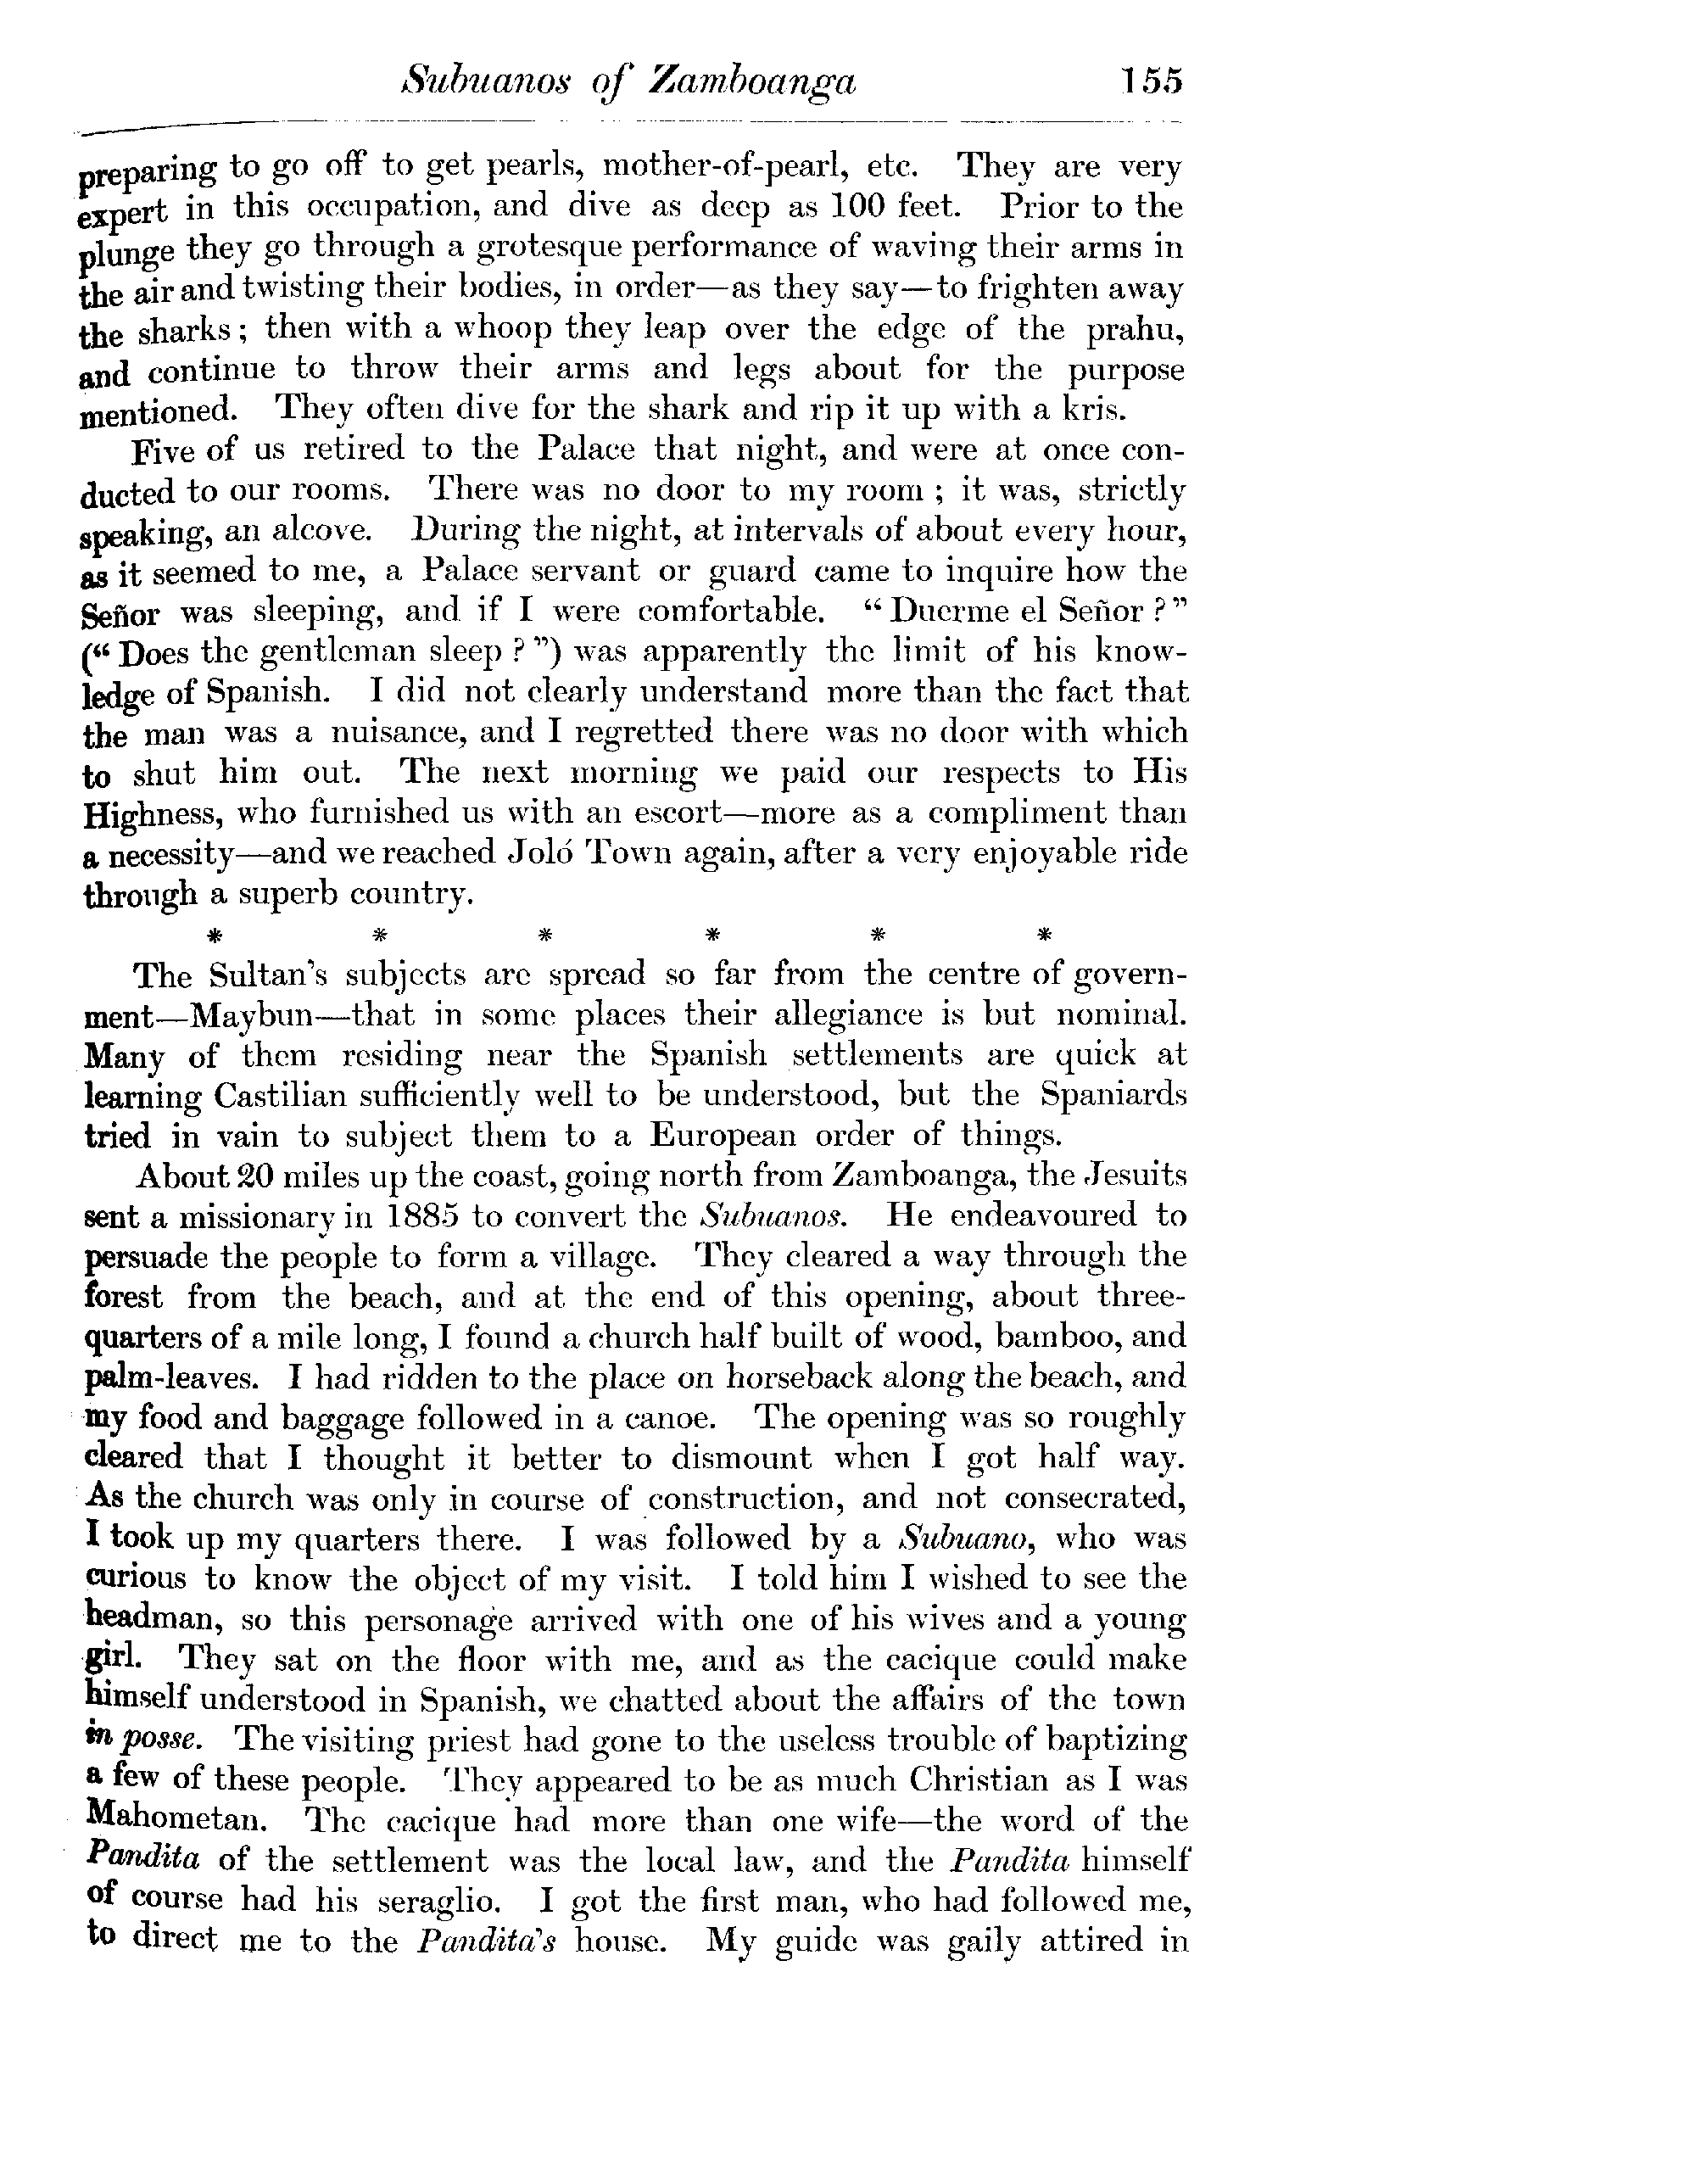 Subuanos of Zamboanga 155
preparing to go off to get pearls, mother-of-pearl, etc. They are very
expert in this occupation, and dive as deep as 100 feet. Prior to the
plunge they go through a grotesque performance of waving their arms in
the air and twisting their bodies, in order—as they say—to frighten away
the sharks; then with a whoop they leap over the edge of the prahu,
and continue to throw their arms and legs about for the purpose
mentioned. They often dive for the shark and rip it up with a kris.
Five of us retired to the Palace that night, and were at once con-
ducted to our rooms. There was no door to my room; it was, strictly
speaking, an alcove. During the night, at intervals of about every hour,
as it seemed to me, a Palace servant or guard came to inquire how the
Señor was sleeping, and if I were comfortable. "Duerme el Señor?"
("Does the gentleman sleep?") was apparently the limit of his know-
ledge of Spanish. I did not clearly understand more than the fact that
the man was a nuisance, and I regretted there was no door with which
to shut him out. The next morning we paid our respects to His
Highness, who furnished us with an escort—more as a compliment than
a necessity—and we reached Joló Town again, after a very enjoyable ride
through a superb country.
* * * * * *
The Sultan's subjects are spread so far from the centre of govern-
ment—Maybun—that in some places their allegiance is but nominal.
Many of them residing near the Spanish settlements are quick at
learning Castilian sufficiently well to be understood, but the Spaniards
tried in vain to subject them to a European order of things.
About 20 miles up the coast, going north from Zamboanga, the Jesuits
sent a missionary in 1885 to convert the Subuanos. He endeavoured to
persuade the people to form a village. They cleared a way through the
forest from the beach, and at the end of this opening, about three-
quarters of a mile long, I found a church half built of wood, bamboo, and
palm-leaves. I had ridden to the place on horseback along the beach, and
my food and baggage followed in a canoe. The opening was so roughly
cleared that I thought it better to dismount when I got half way.
As the church was only in course of construction, and not consecrated,
I took up my quarters there. I was followed by a Subuano, who was
curious to know the object of my visit. I told him I wished to see the
headman, so this personage arrived with one of his wives and a young
girl. They sat on the floor with me, and as the cacique could make
himself understood in Spanish, we chatted about the affairs of the town
in posse. The visiting priest had gone to the useless trouble of baptizing
a few of these people. They appeared to be as much Christian as I was
Mahometan. The cacique had more than one wife—the word of the
Pandita of the settlement was the local law, and the Pandita himself
of course had his seraglio. I got the first man, who had followed me,
to direct me to the Pandita's house. My guide was gaily attired in